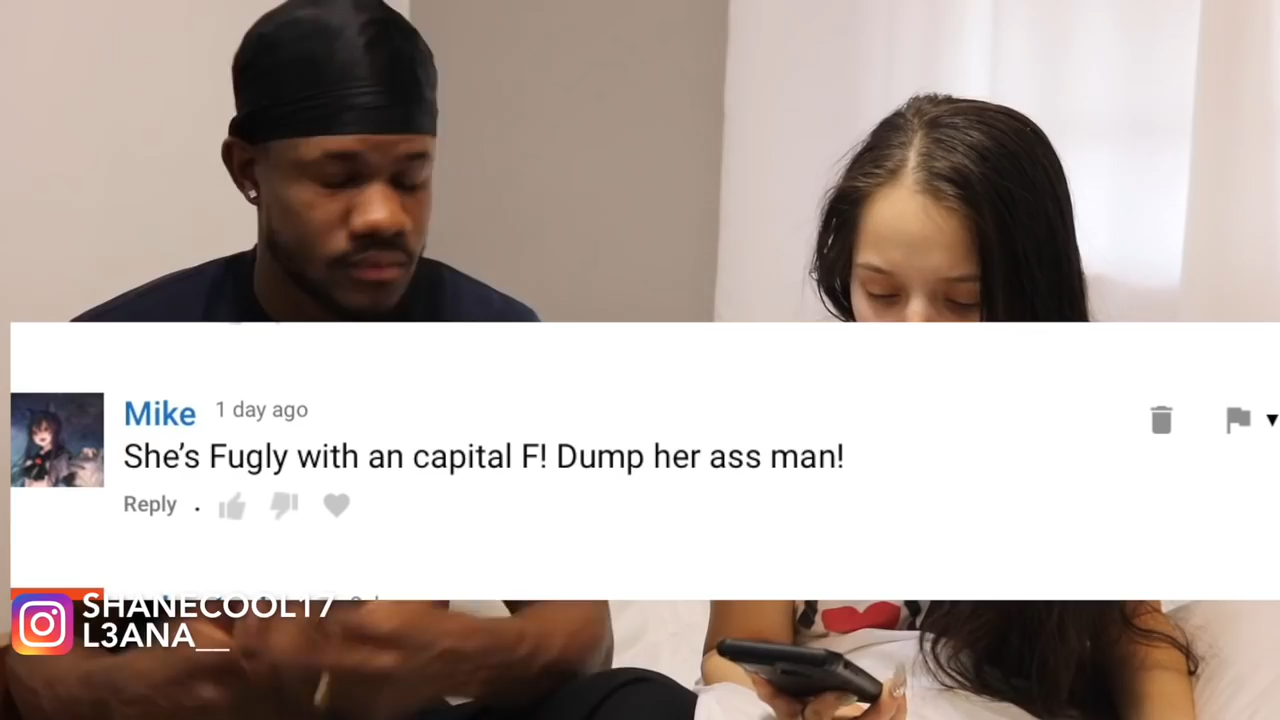 Mike 1 day ago
She’s Fugly with an capital F! Dump her ass man!
Reply .
SHANECOOL17
L3ANA__